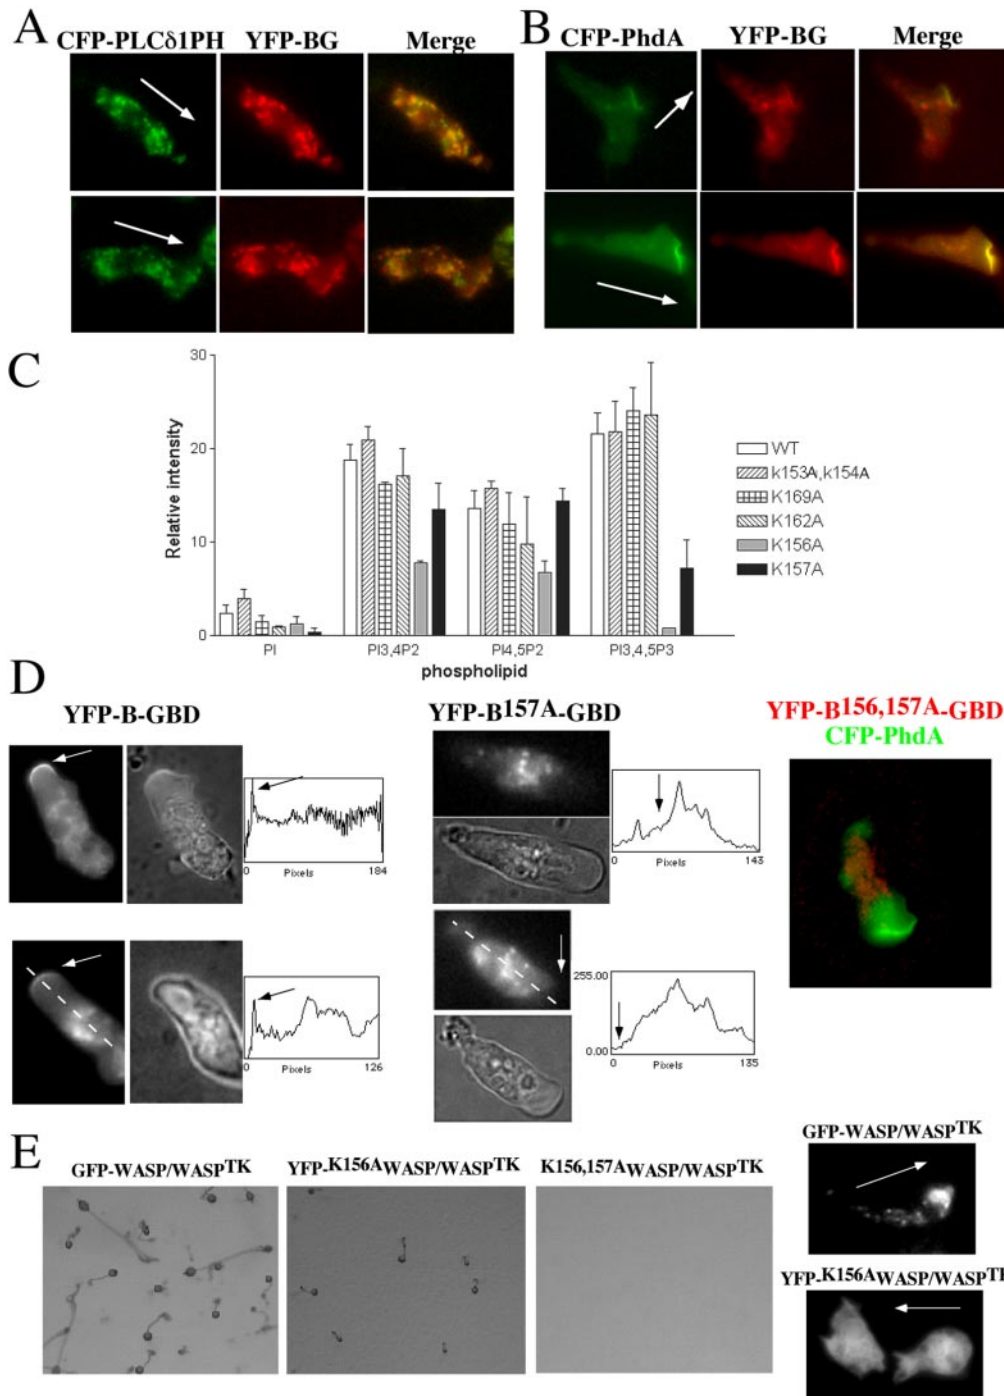 A
CFP-PLCδ1PH YFP-BG Merge
B
CFP-PhdA YFP-BG Merge
C
Relative intensity
30
20
10
0
PI PI3,4P2 PI4,5P2 PI3,4,5P3
phospholipid
WT
k153A,k154A
K169A
K162A
K156A
K157A
D
YFP-B-GBD
0 Pixels 184
0 Pixels 126
YFP-B157A-GBD
0 Pixels 143
255.00
0.00
0 Pixels 135
YFP-B156,157A-GBD
CFP-PhdA
E
GFP-WASP/WASPTK
YFP-K156AWASP/WASPTK
K156,157AWASP/WASPTK
GFP-WASP/WASPTK
YFP-K156AWASP/WASPTK